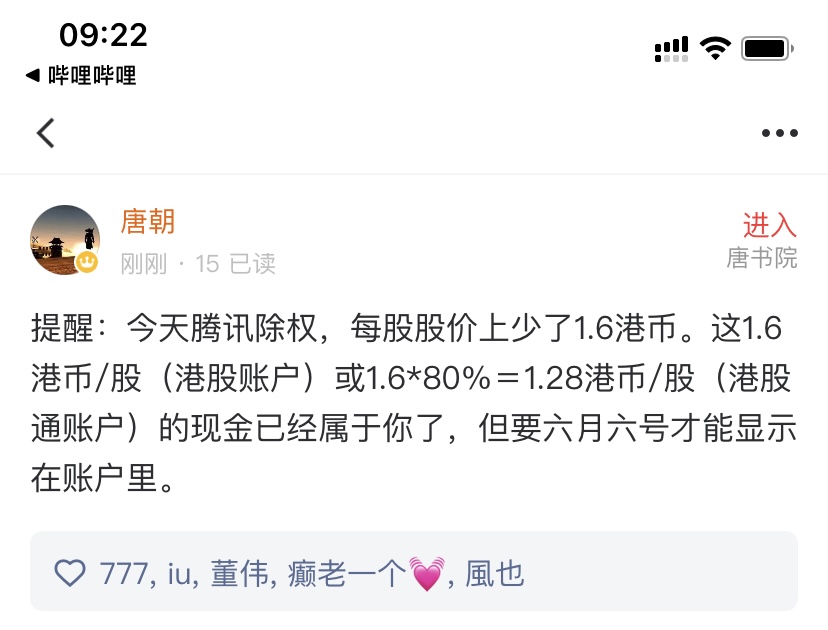 09:22
◀ 哔哩哔哩
唐朝
刚刚 · 15 已读
进入
唐书院
提醒：今天腾讯除权，每股股价上少了1.6港币。这1.6
港币/股（港股账户）或1.6*80%＝1.28港币/股（港股
通账户）的现金已经属于你了，但要六月六号才能显示
在账户里。
777, iu, 董伟, 癫老一个💓, 風也